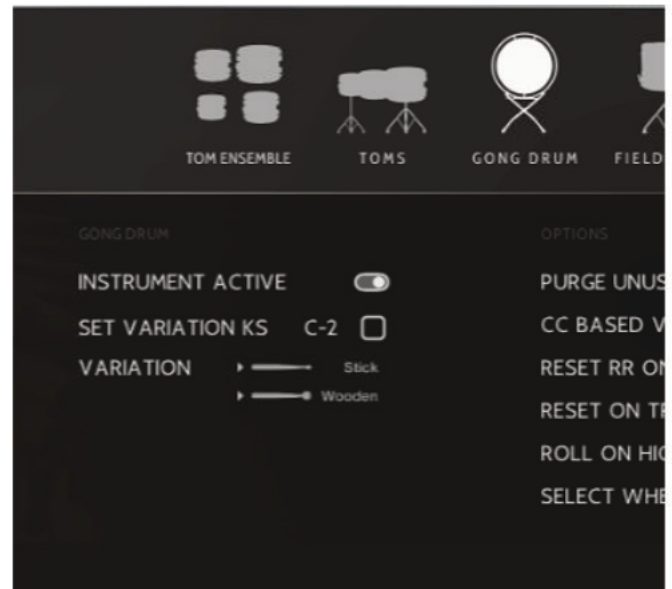 TOM ENSEMBLE
TOMS
GONG DRUM
FIELD
GONG DRUM
INSTRUMENT ACTIVE
SET VARIATION KS C-2
VARIATION Stick
Wooden
OPTIONS
PURGE UNUS
CC BASED V
RESET RR ON
RESET ON TR
ROLL ON HIG
SELECT WHE